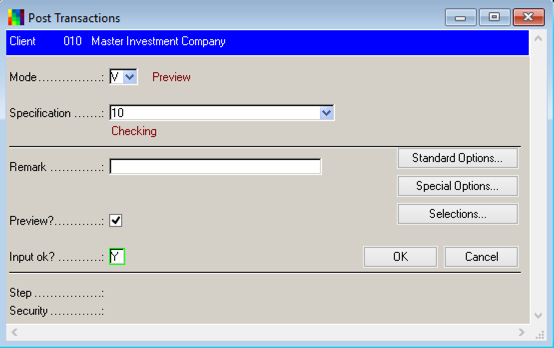 Post Transactions
Client 010 Master Investment Company
Mode...............: V Preview
Specification .......: 10
Checking
Standard Options...
Remark ............:
Special Options...
Selections...
Preview?...........:
Input ok? ..........: Y
OK Cancel
Step ................:
Security ............: